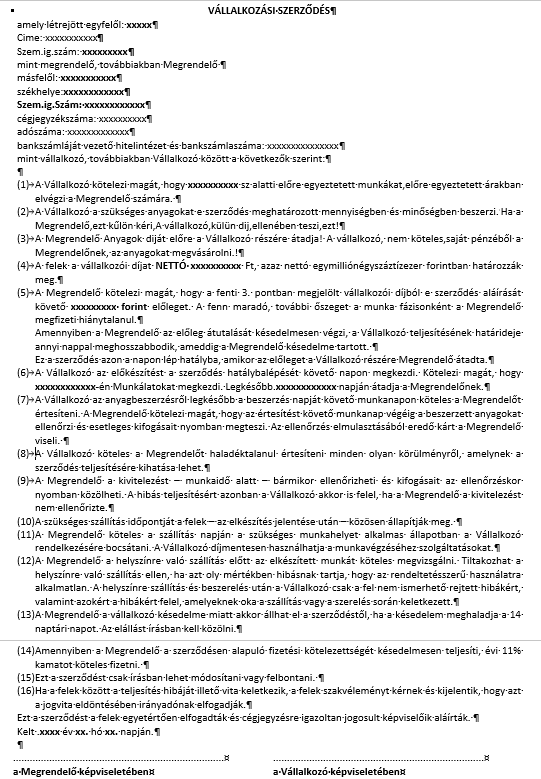 VÁLLALKOZÁSI·SZERZŐDÉS¶
amely·létrejött·egyfelől:·xxxxx¶
Cime:·xxxxxxxxxxx¶
Szem.ig.szám:·xxxxxxxxx¶
mint·megrendelő,·továbbiakban·Megrendelő·¶
másfelől:·xxxxxxxxxxx¶
székhelye:xxxxxxxxxxxx¶
Szem.ig.Szám:·xxxxxxxxxxxx¶
cégjegyzékszáma:·xxxxxxxxxx¶
adószáma:·xxxxxxxxxxxxx¶
bankszámláját·vezető·hitelintézet·és·bankszámlaszáma:·xxxxxxxxxxxxxxx¶
mint·vállalkozó,·továbbiakban·Vállalkozó·között·a·következők·szerint:¶
¶
(1)→A·Vállalkozó·kötelezi·magát,·hogy·xxxxxxxxxx·sz·alatti·előre·egyeztetett·munkákat,előre·egyeztetett·árakban·
elvégzi·a·Megrendelő·számára.·¶
(2)→A·Vállalkozó·a·szükséges·anyagokat·e·szerződés·meghatározott·mennyiségben·és·minőségben·beszerzi.·Ha·a·
Megrendelő,ezt·külön·kéri,A·vállalkozó,külün·díj,ellenében·teszi,ezt!¶
(3)→A·Megrendelő·Anyagok·diját·előre·a·Vállalkozó·részére·átadja!·A·vállalkozó,·nem·köteles,saját·pénzéből·a·
Megrendelőnek,·az·anyagokat·megvásárolni.!¶
(4)→A·felek·a·vállalkozói·díjat·NETTÓ·xxxxxxxxxx·Ft,·azaz·nettó·egymilliónégyszáztízezer·forintban·határozzák·
meg.¶
(5)→A·Megrendelő·kötelezi·magát,·hogy·a·fenti·3.·pontban·megjelölt·vállalkozói·díjból·e·szerződés·aláírását·
követő·xxxxxxxxx·forint·előleget.·A·fenn·maradó,·további·őszeget·a·munka·fázisonként·a·Megrendelő·
megfizeti·hiánytalanul.¶
Amennyiben·a·Megrendelő·az·előleg·átutalását·késedelmesen·végzi,·a·Vállalkozó·teljesítésének·határideje·
annyi·nappal·meghosszabbodik,·ameddig·a·Megrendelő·késedelme·tartott.·¶
Ez·a·szerződés·azon·a·napon·lép·hatályba,·amikor·az·előleget·a·Vállalkozó·részére·Megrendelő·átadta.¶
(6)→A·Vállalkozó·az·előkészítést·a·szerződés·hatálybalépését·követő·napon·megkezdi.·Kötelezi·magát,·hogy·
xxxxxxxxxxxx-én·Munkálatokat·megkezdi.·Legkésőbb.xxxxxxxxxxxx·napján·átadja·a·Megrendelőnek.¶
(7)→A·Vállalkozó·az·anyagbeszerzésről·legkésőbb·a·beszerzés·napját·követő·munkanapon·köteles·a·Megrendelőt·
értesíteni.·A·Megrendelő·kötelezi·magát,·hogy·az·értesítést·követő·munkanap·végéig·a·beszerzett·anyagokat·
ellenőrzi·és·esetleges·kifogásait·nyomban·megteszi.·Az·ellenőrzés·elmulasztásából·eredő·kárt·a·Megrendelő·
viseli.·¶
(8)→A·Vállalkozó·köteles·a·Megrendelőt·haladéktalanul·értesíteni·minden·olyan·körülményről,·amelynek·a·
szerződés·teljesítésére·kihatása·lehet.¶
(9)→A·Megrendelő·a·kivitelezést·–·munkaidő·alatt·–·bármikor·ellenőrizheti·és·kifogásait·az·ellenőrzéskor·
nyomban·közölheti.·A·hibás·teljesítésért·azonban·a·Vállalkozó·akkor·is·felel,·ha·a·Megrendelő·a·kivitelezést·
nem·ellenőrizte.¶
(10)A·szükséges·szállítás·időpontját·a·felek·–·az·elkészítés·jelentése·után·–·közösen·állapítják·meg.·¶
(11)A·Megrendelő·köteles·a·szállítás·napján·a·szükséges·munkahelyet·alkalmas·állapotban·a·Vállalkozó·
rendelkezésére·bocsátani.·A·Vállalkozó·díjmentesen·használhatja·a·munkavégzéséhez·szolgáltatásokat.¶
(12)A·Megrendelő·a·helyszínre·való·szállítás·előtt·az·elkészített·munkát·köteles·megvizsgálni.·Tiltakozhat·a·
helyszínre·való·szállítás·ellen,·ha·azt·oly·mértékben·hibásnak·tartja,·hogy·az·rendeltetésszerű·használatra·
alkalmatlan.·A·helyszínre·szállítás·és·beszerelés·után·a·Vállalkozó·csak·a·fel·nem·ismerhető·rejtett·hibákért,·
valamint·azokért·a·hibákért·felel,·amelyeknek·oka·a·szállítás·vagy·a·szerelés·során·keletkezett.¶
(13)A·Megrendelő·a·vállalkozó·késedelme·miatt·akkor·állhat·el·a·szerződéstől,·ha·a·késedelem·meghaladja·a·14·
naptári·napot.·Az·elállást·írásban·kell·közölni.¶
(14)Amennyiben·a·Megrendelő·a·szerződésen·alapuló·fizetési·kötelezettségét·késedelmesen·teljesíti,·évi·11%·
kamatot·köteles·fizetni.·¶
(15)Ezt·a·szerződést·csak·írásban·lehet·módosítani·vagy·felbontani.·¶
(16)Ha·a·felek·között·a·teljesítés·hibáját·illető·vita·keletkezik,·a·felek·szakvéleményt·kérnek·és·kijelentik,·hogy·azt·
a·jogvita·eldöntésében·irányadónak·elfogadják.¶
Ezt·a·szerződést·a·felek·egyetértően·elfogadták·és·cégjegyzésre·igazoltan·jogosult·képviselőik·aláírták.·¶
Kelt·.xxxx·év·xx.·hó·xx.·napján.·¶
¶
............................................................¤ ............................................................¤
a·Megrendelő·képviseletében¤ a·Vállalkozó·képviseletében¤